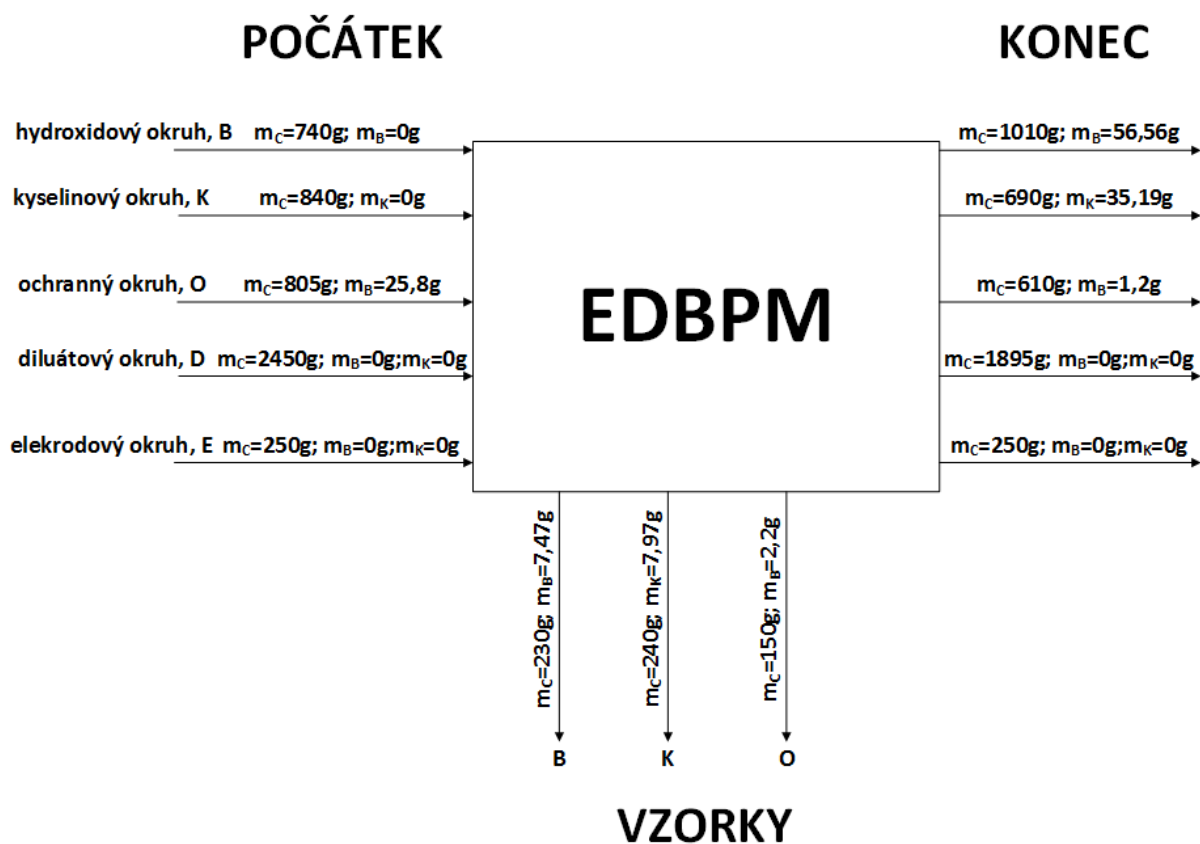 POČÁTEK KONEC
hydroxidový okruh, B m_C=740g; m_B=0g m_C=1010g; m_B=56,56g
kyselinový okruh, K m_C=840g; m_K=0g m_C=690g; m_K=35,19g
ochranný okruh, O m_C=805g; m_B=25,8g m_C=610g; m_B=1,2g
EDBPM
diluátový okruh, D m_C=2450g; m_B=0g;m_K=0g m_C=1895g; m_B=0g;m_K=0g
elekrodový okruh, E m_C=250g; m_B=0g;m_K=0g m_C=250g; m_B=0g;m_K=0g
m_C=230g; m_B=7,47g
m_C=240g; m_K=7,97g
m_C=150g; m_B=2,2g
B K O
VZORKY